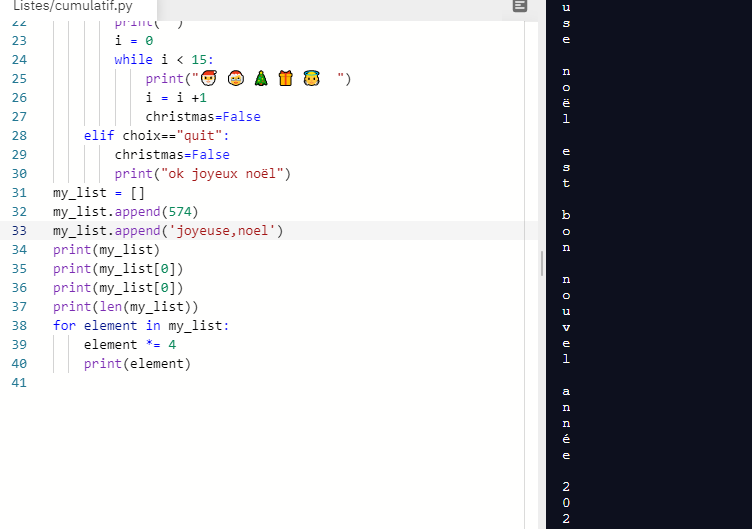 Listes/cumulatif.py
22 print(" ")
23 i = 0
24 while i < 15:
25 print("🎅 🤶 🎄 🎁 👼 ")
26 i = i +1
27 christmas=False
28 elif choix=="quit":
29 christmas=False
30 print("ok joyeux noël")
31 my_list = []
32 my_list.append(574)
33 my_list.append('joyeuse,noel')
34 print(my_list)
35 print(my_list[0])
36 print(my_list[0])
37 print(len(my_list))
38 for element in my_list:
39 element *= 4
40 print(element)
41
u
s
e
n
o
ë
l
e
s
t
b
o
n
n
o
u
v
e
l
a
n
n
é
e
2
0
2